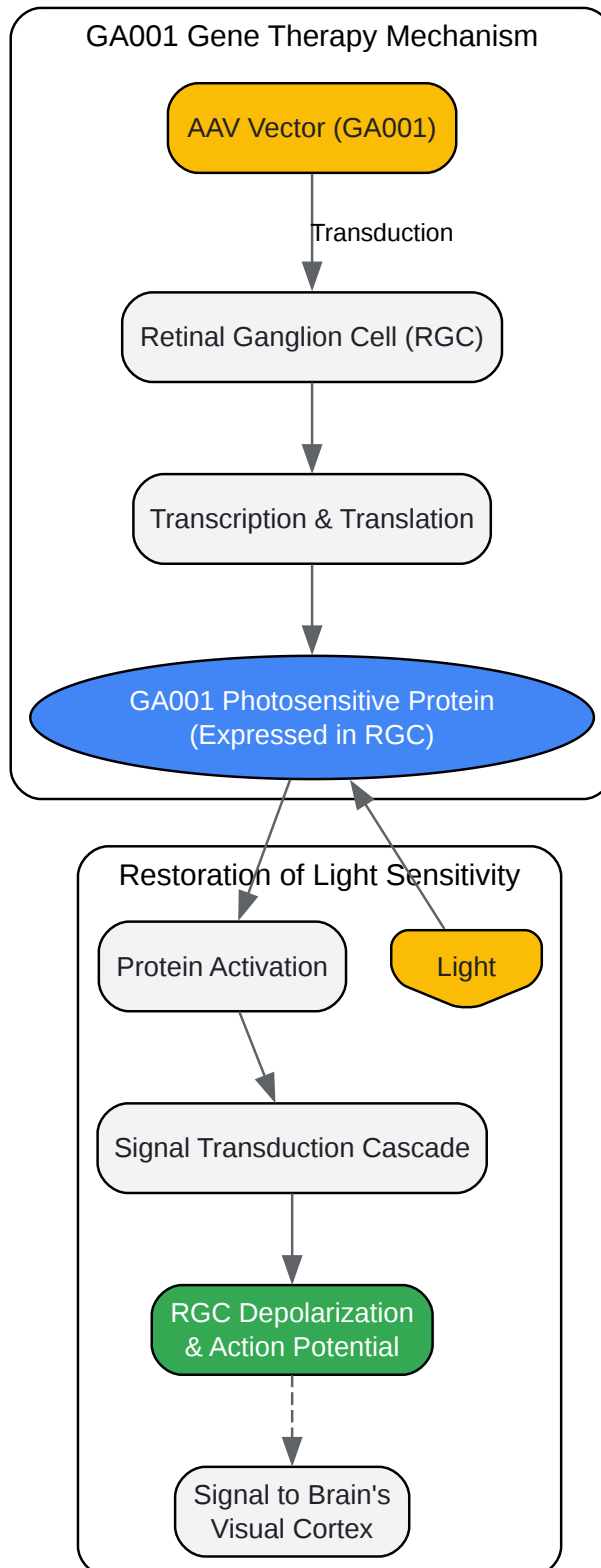 GA001 Gene Therapy Mechanism
AAV Vector (GA001)
Transduction
Retinal Ganglion Cell (RGC)
Transcription & Translation
GA001 Photosensitive Protein
(Expressed in RGC)
Restoration of Light Sensitivity
Protein Activation
Light
Signal Transduction Cascade
RGC Depolarization
& Action Potential
Signal to Brain's
Visual Cortex